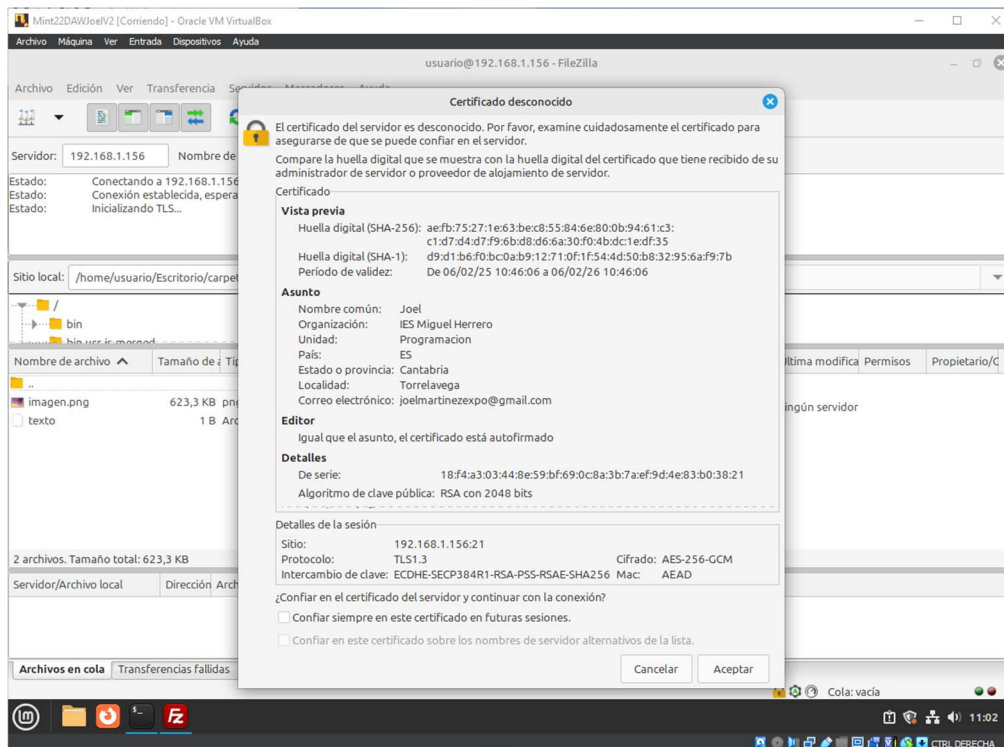 Mint22DAWJoelV2 [Corriendo] - Oracle VM VirtualBox
Archivo Máquina Ver Entrada Dispositivos Ayuda
usuario@192.168.1.156 - FileZilla
Archivo Edición Ver Transferencia
Certificado desconocido
El certificado del servidor es desconocido. Por favor, examine cuidadosamente el certificado para
asegurarse de que se puede confiar en el servidor.
Compare la huella digital que se muestra con la huella digital del certificado que tiene recibido de su
administrador de servidor o proveedor de alojamiento de servidor.
Servidor: 192.168.1.156 Nombre de
Estado: Conectando a 192.168.1.156
Estado: Conexión establecida, espera
Estado: Inicializando TLS...
Certificado
Vista previa
Huella digital (SHA-256): ae:fb:75:27:1e:63:be:c8:55:84:6e:80:0b:94:61:c3:
c1:d7:d4:d7:f9:6b:d8:d6:6a:30:f0:4b:dc:1e:df:35
Huella digital (SHA-1): d9:d1:b6:f0:bc:0a:b9:12:71:0f:1f:54:4d:50:b8:32:95:6a:f9:7b
Período de validez: De 06/02/25 10:46:06 a 06/02/26 10:46:06
Asunto
Nombre común: Joel
Organización: IES Miguel Herrero
Unidad: Programacion
País: ES
Estado o provincia: Cantabria
Localidad: Torrelavega
Correo electrónico: joelmartinezexpo@gmail.com
Editor
Igual que el asunto, el certificado está autofirmado
Detalles
De serie: 18:f4:a3:03:44:8e:59:bf:69:0c:8a:3b:7a:ef:9d:4e:83:b0:38:21
Algoritmo de clave pública: RSA con 2048 bits
Detalles de la sesión
Sitio: 192.168.1.156:21
Protocolo: TLS1.3 Cifrado: AES-256-GCM
Intercambio de clave: ECDHE-SECP384R1-RSA-PSS-RSAE-SHA256 Mac: AEAD
¿Confiar en el certificado del servidor y continuar con la conexión?
Confiar siempre en este certificado en futuras sesiones.
Confiar en este certificado sobre los nombres de servidor alternativos de la lista.
Cancelar Aceptar
Sitio local: /home/usuario/Escritorio/carpet
/
bin
bin.usr-is-merged
Nombre de archivo Tamaño de a Tip
..
imagen.png 623,3 KB png
texto 1 B Arc
Permisos Propietario/G
ingún servidor
2 archivos. Tamaño total: 623,3 KB
Servidor/Archivo local Dirección Arch
Archivos en cola Transferencias fallidas
Cola: vacía
11:02
CTRL DERECHA